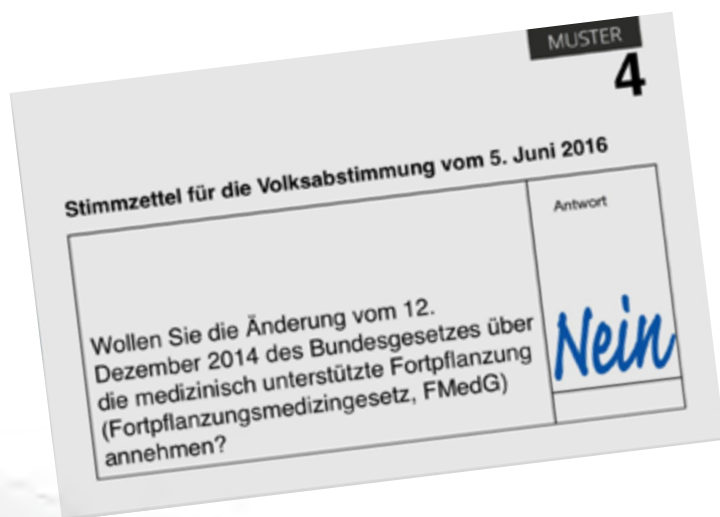 MUSTER
4
Stimmzettel für die Volksabstimmung vom 5. Juni 2016
Antwort
Wollen Sie die Änderung vom 12.
Dezember 2014 des Bundesgesetzes über
die medizinisch unterstützte Fortpflanzung
(Fortpflanzungsmedizingesetz, FMedG)
annehmen?
Nein